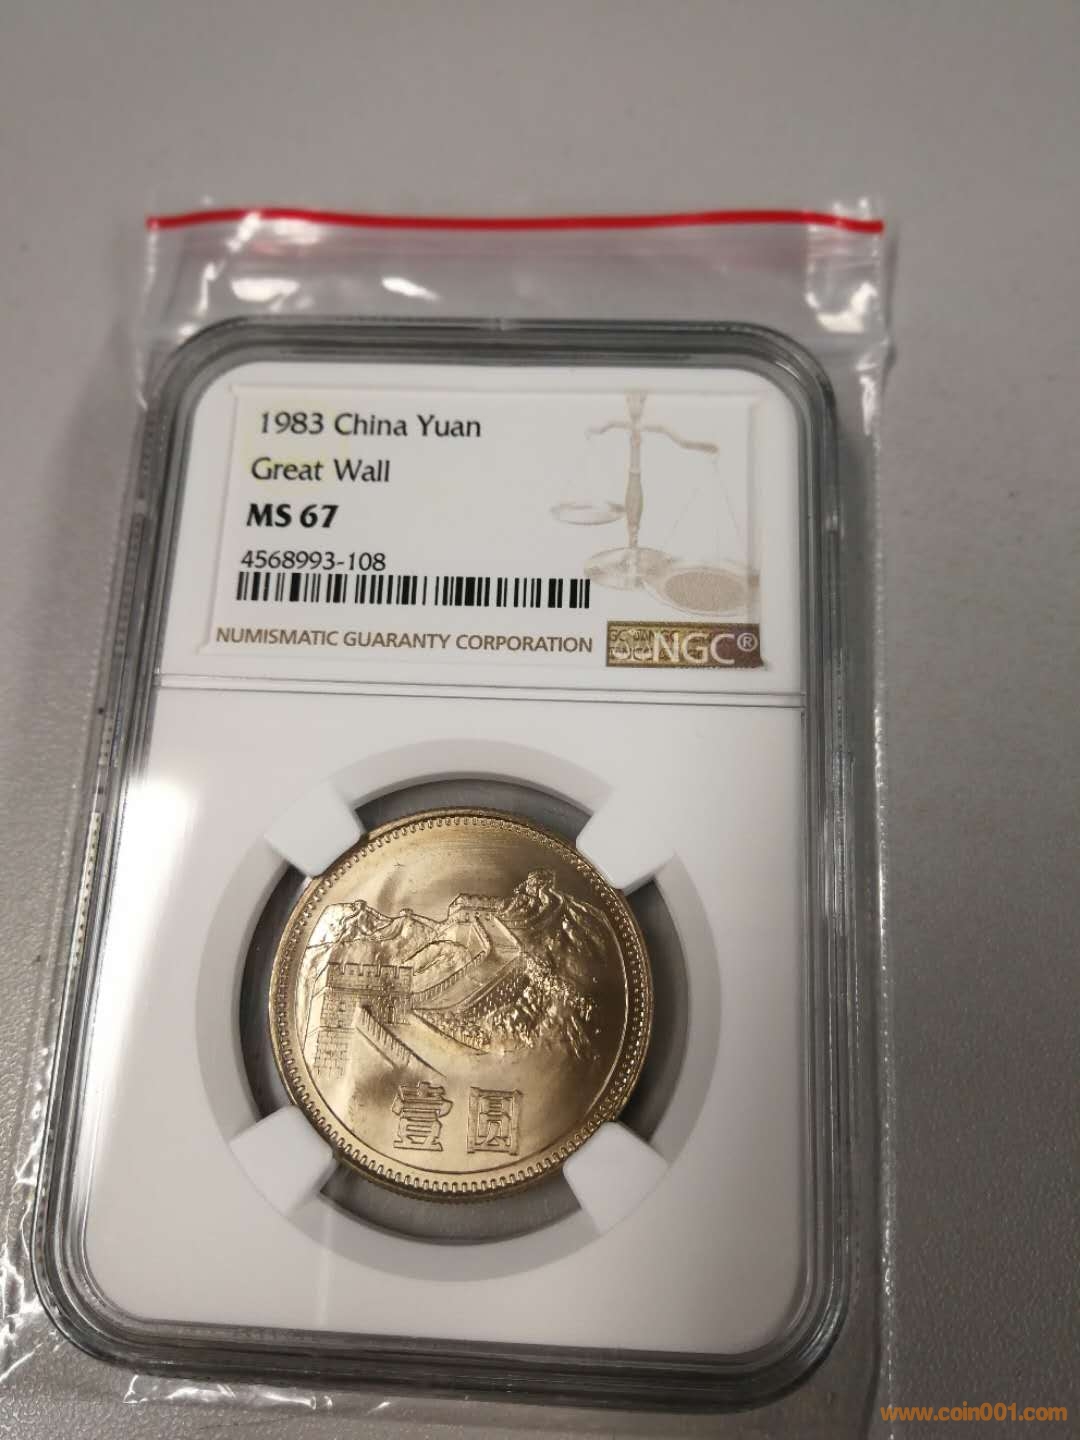 1983 China Yuan
Great Wall
MS 67
4568993-108
NUMISMATIC GUARANTY CORPORATION
NGC®
壹圆
www.coin001.com